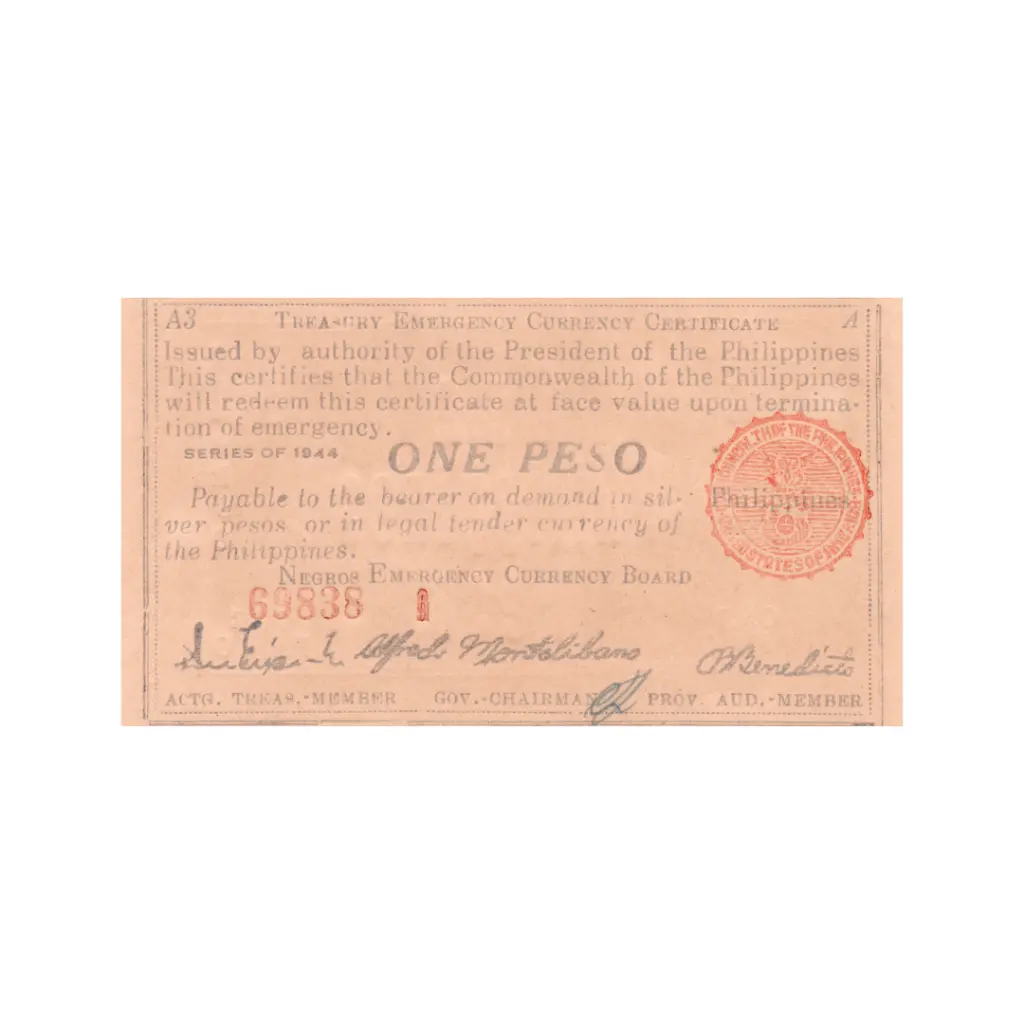 A3 TREASURY EMERGENCY CURRENCY CERTIFICATE A
Issued by authority of the President of the Philippines
This certifies that the Commonwealth of the Philippines
will redeem this certificate at face value upon termina-
tion of emergency.
SERIES OF 1944
ONE PESO
Payable to the bearer on demand in sil-
ver pesos or in legal tender currency of
the Philippines.
Philippines
NEGROS EMERGENCY CURRENCY BOARD
69838
Alfredo Montelibano
Benedicto
ACTG. TREAS.-MEMBER GOV.-CHAIRMAN PROV. AUD.-MEMBER